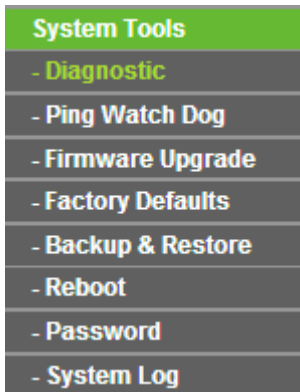 System Tools
- Diagnostic
- Ping Watch Dog
- Firmware Upgrade
- Factory Defaults
- Backup & Restore
- Reboot
- Password
- System Log